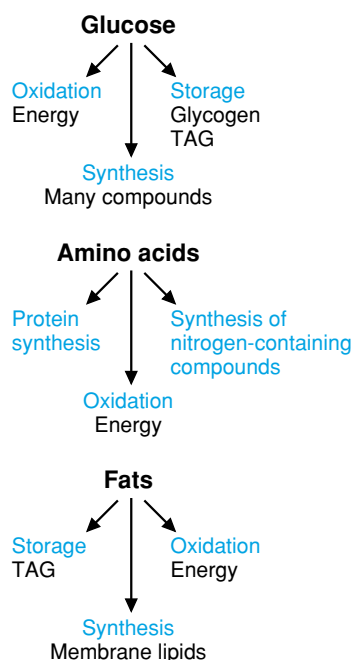 Glucose
Oxidation
Energy
Storage
Glycogen
TAG
Synthesis
Many compounds
Amino acids
Protein
synthesis
Synthesis of
nitrogen-containing
compounds
Oxidation
Energy
Fats
Storage
TAG
Oxidation
Energy
Synthesis
Membrane lipids